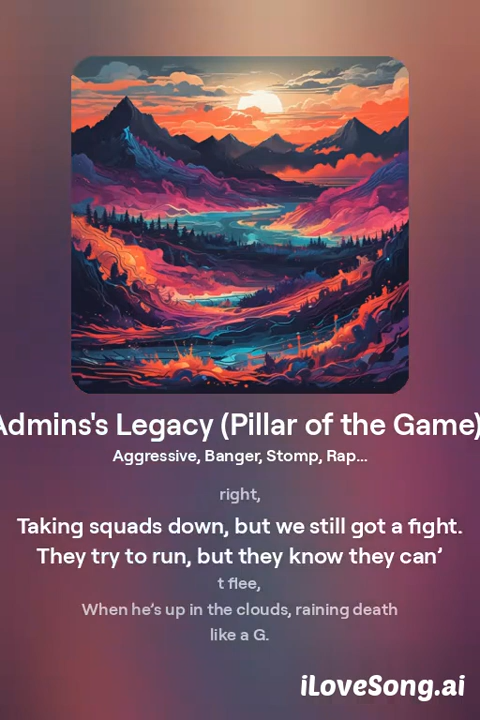 Admins's Legacy (Pillar of the Game)
Aggressive, Banger, Stomp, Rap...
right,
Taking squads down, but we still got a fight.
They try to run, but they know they can’
t flee,
When he’s up in the clouds, raining death
like a G.
iLoveSong.ai